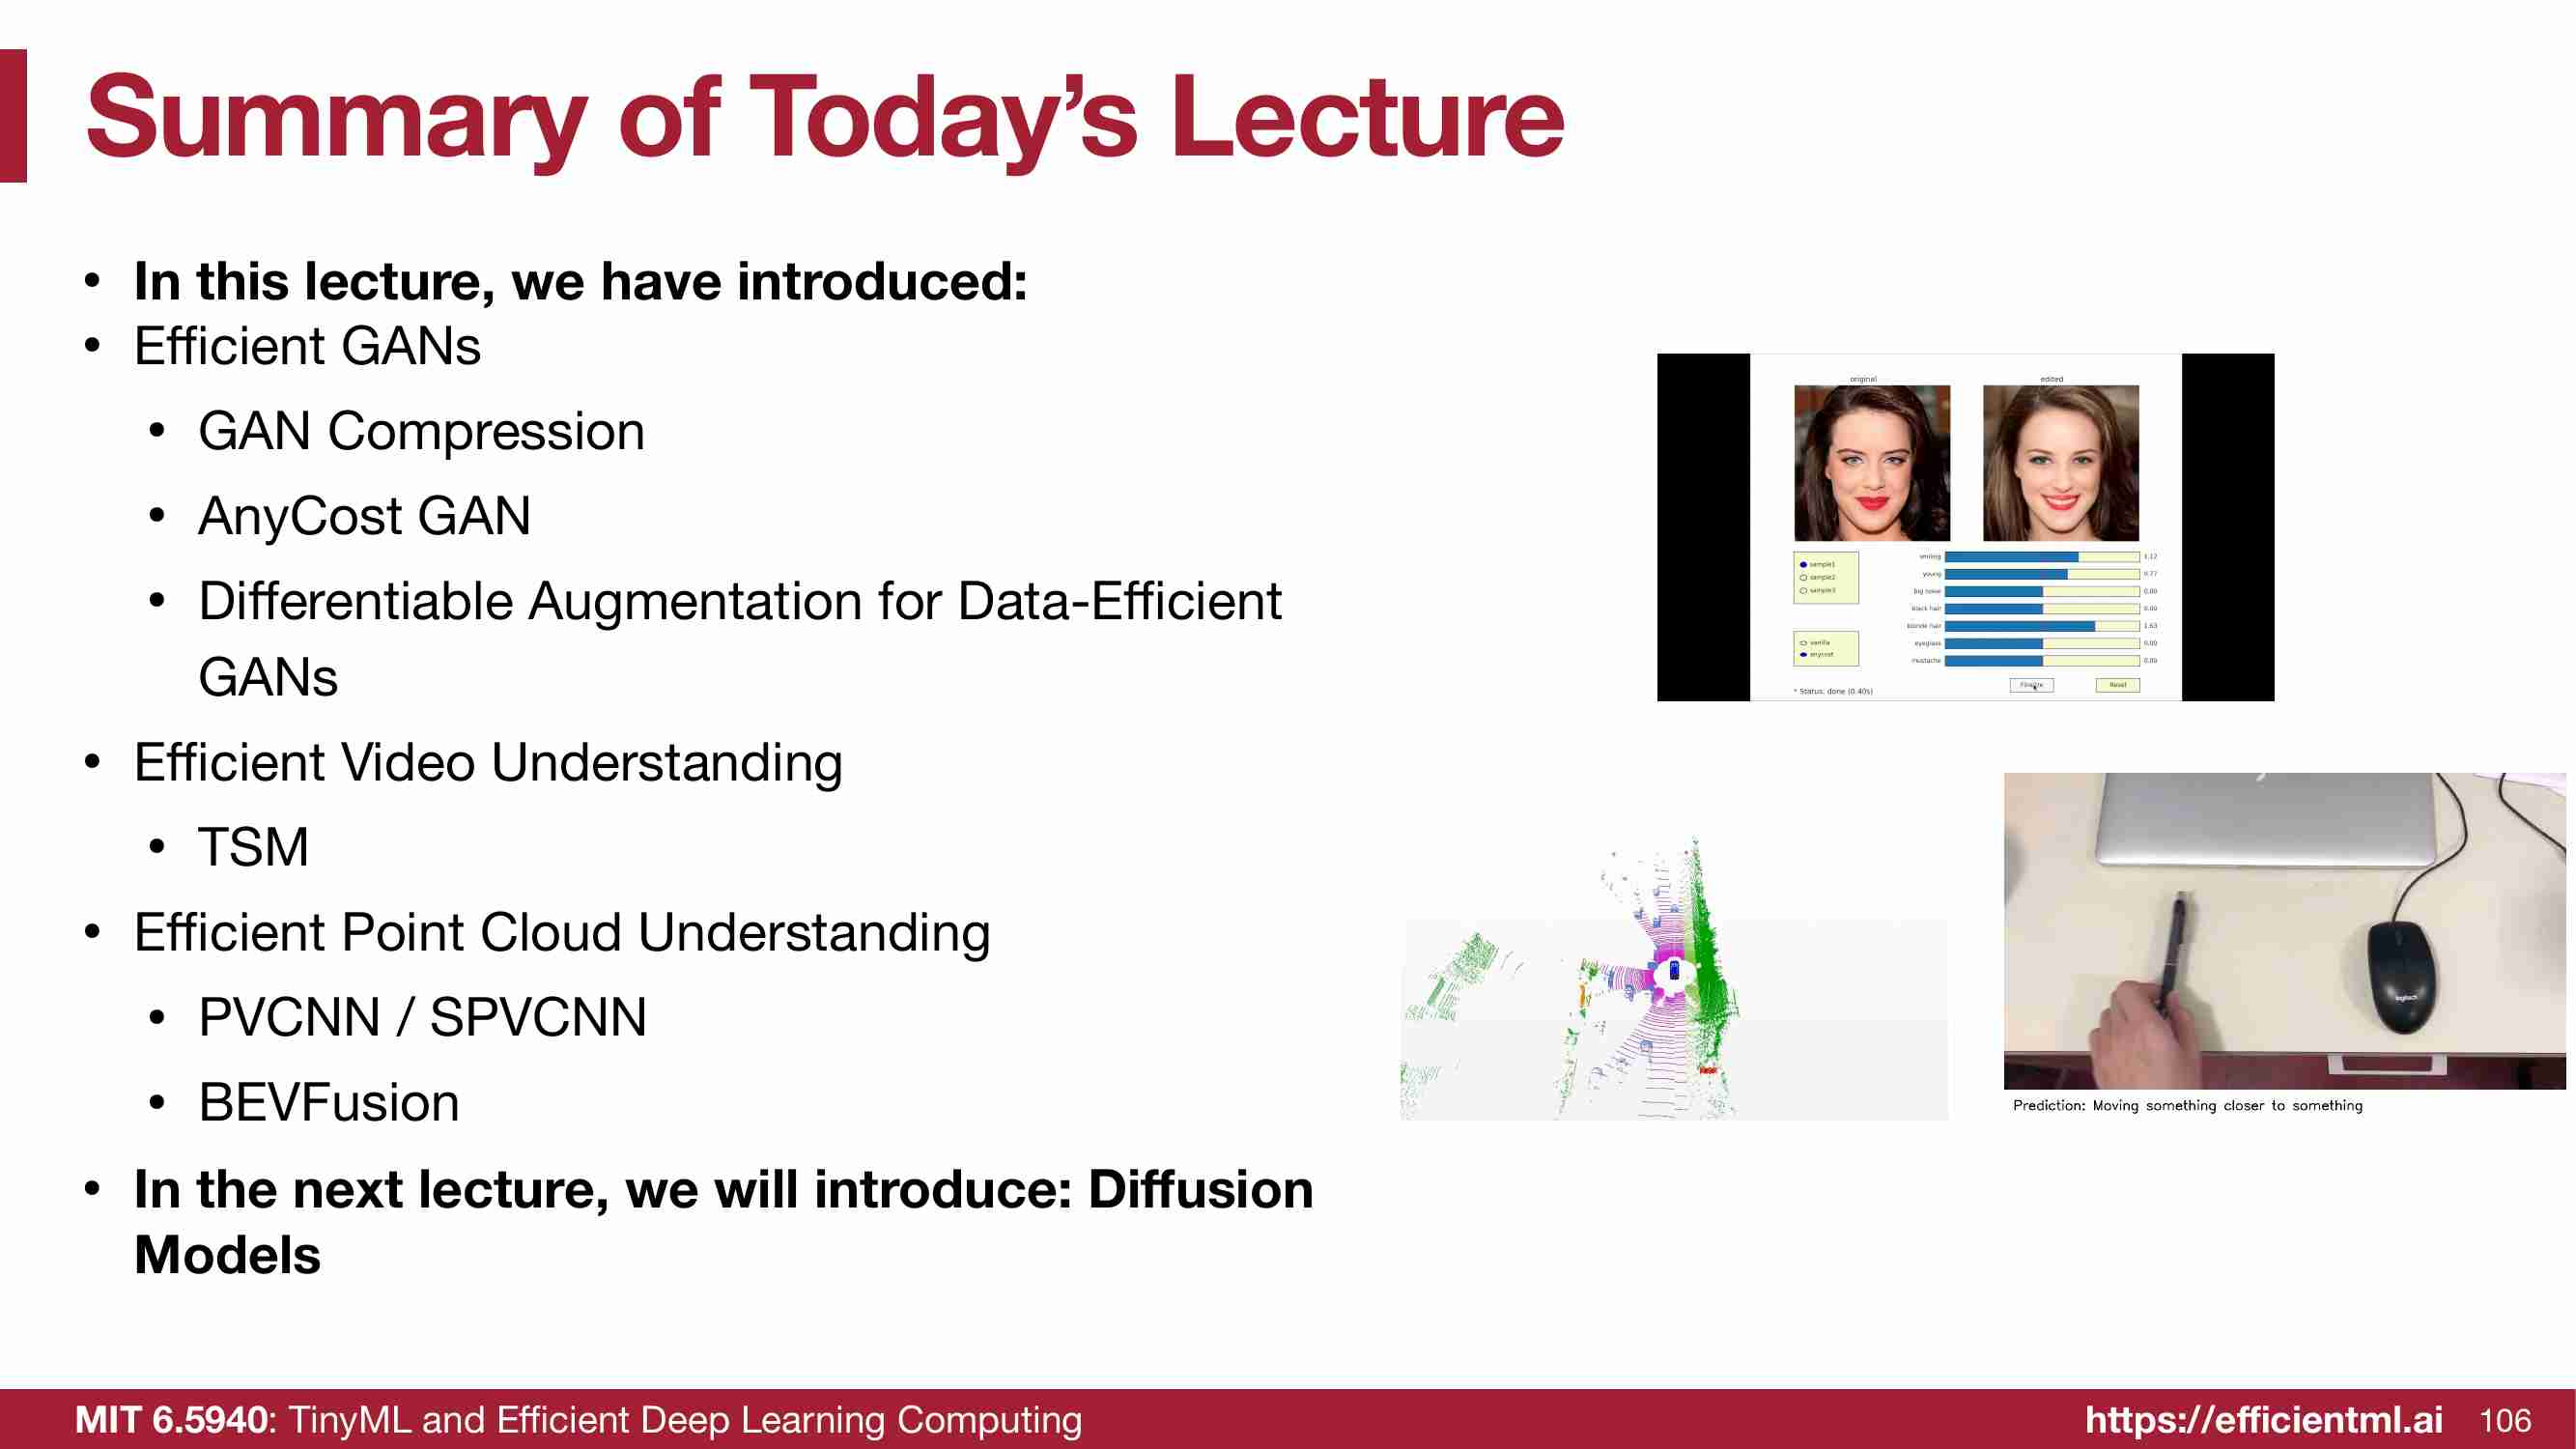 Summary of Today’s Lecture
• In this lecture, we have introduced:
• Efficient GANs
• GAN Compression
• AnyCost GAN
• Differentiable Augmentation for Data-Efficient
GANs
• Efficient Video Understanding
• TSM
• Efficient Point Cloud Understanding
• PVCNN / SPVCNN
• BEVFusion
• In the next lecture, we will introduce: Diffusion
Models
original
edited
sample1
sample2
sample3
vanilla
anycost
smiling 1.12
young 0.77
big nose 0.00
black hair 0.00
blonde hair 1.63
eyeglass 0.00
mustache 0.00
* Status: done (0.40s)
Finalize
Reset
logitech
Prediction: Moving something closer to something
MIT 6.5940: TinyML and Efficient Deep Learning Computing
https://efficientml.ai
106